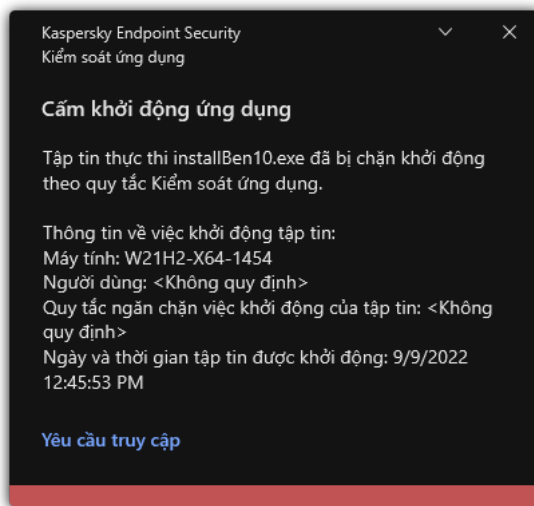 Kaspersky Endpoint Security
Kiểm soát ứng dụng
Cấm khởi động ứng dụng
Tập tin thực thi installBen10.exe đã bị chặn khởi động
theo quy tắc Kiểm soát ứng dụng.
Thông tin về việc khởi động tập tin:
Máy tính: W21H2-X64-1454
Người dùng: <Không quy định>
Quy tắc ngăn chặn việc khởi động của tập tin: <Không
quy định>
Ngày và thời gian tập tin được khởi động: 9/9/2022
12:45:53 PM
Yêu cầu truy cập